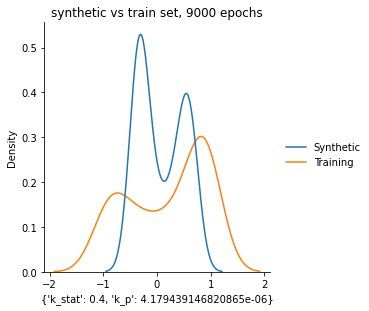 synthetic vs train set, 9000 epochs
0.5
0.4
0.3
0.2
0.1
0.0
Density
Synthetic
Training
−2
−1
0
1
2
{'k_stat': 0.4, 'k_p': 4.179439146820865e-06}